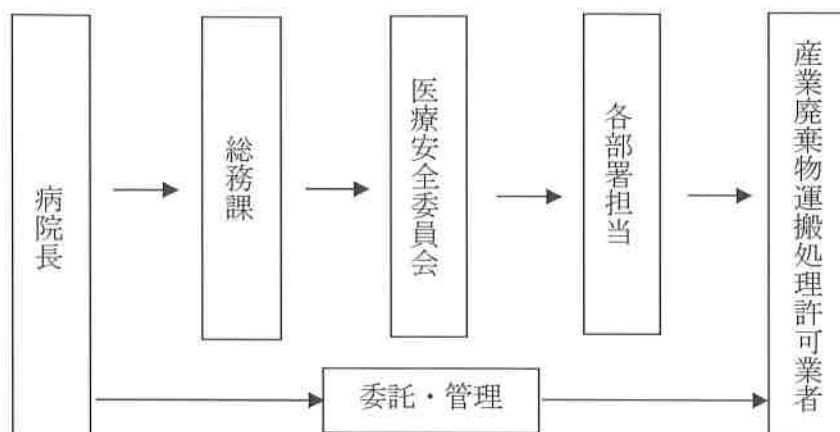 病院長
総務課
医療安全委員会
各部署担当
産業廃棄物運搬処理許可業者
委託・管理